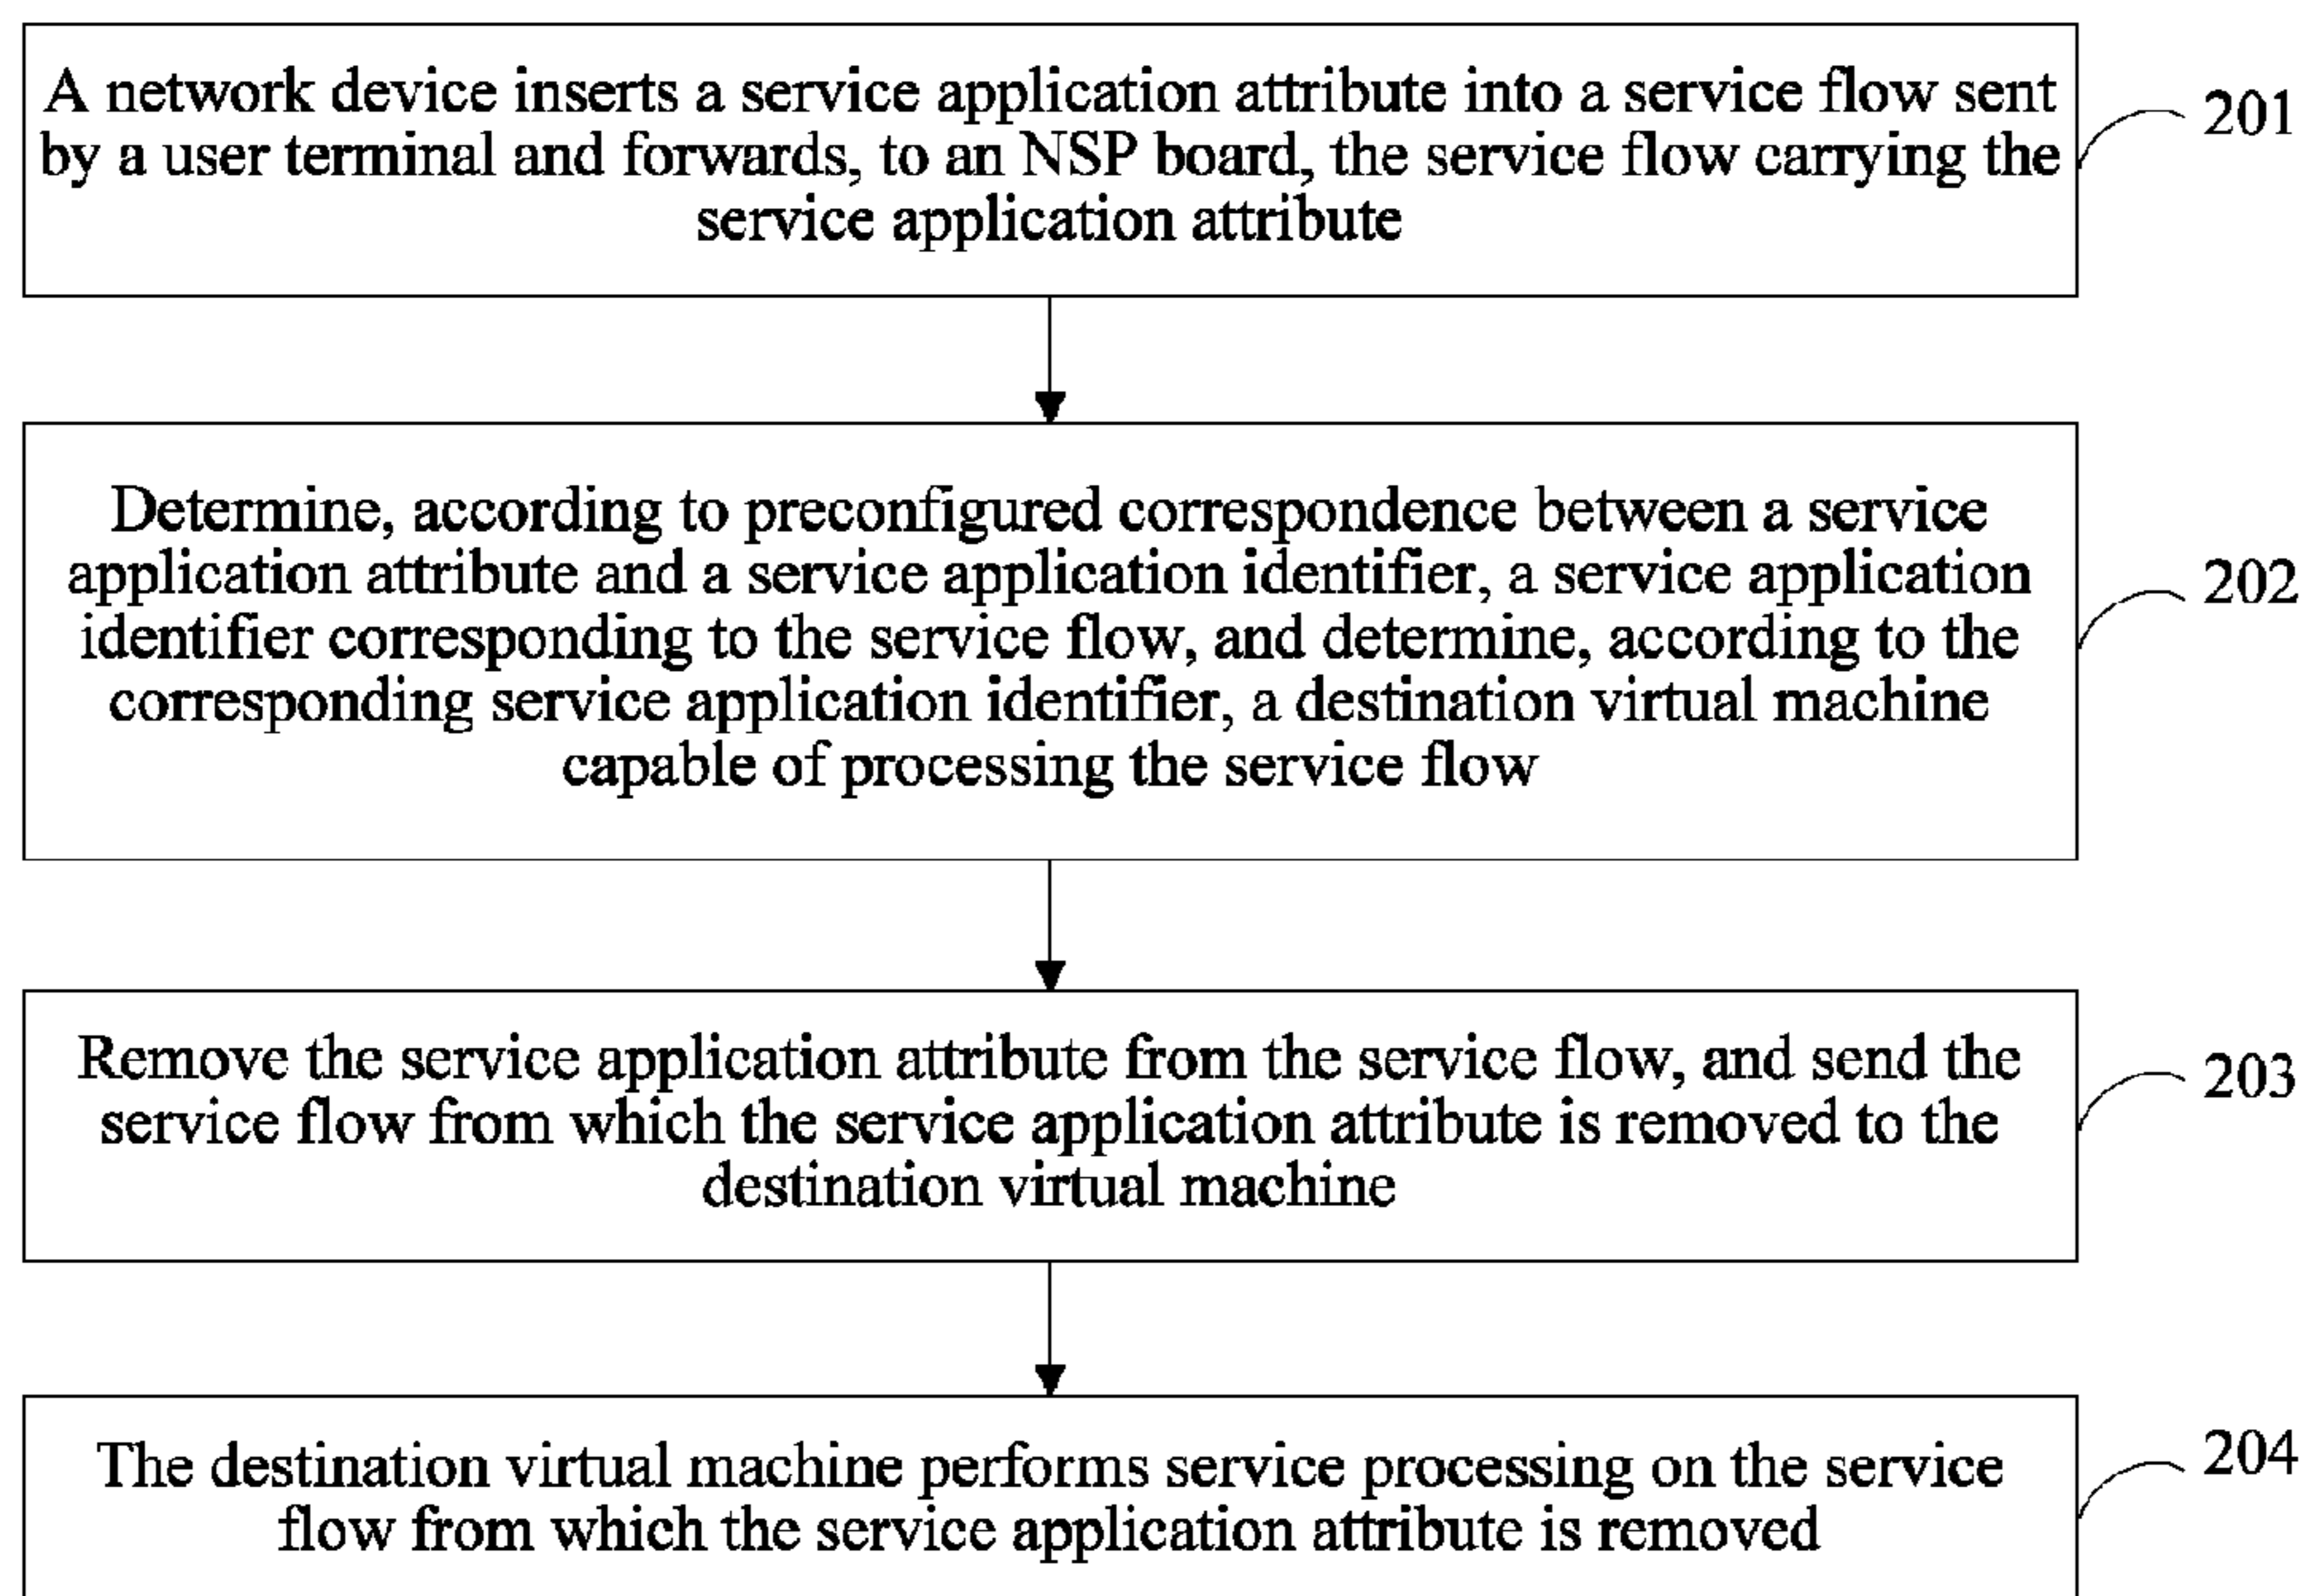 A network device inserts a service application attribute into a service flow sent
by a user terminal and forwards, to an NSP board, the service flow carrying the
service application attribute
201
Determine, according to preconfigured correspondence between a service
application attribute and a service application identifier, a service application
identifier corresponding to the service flow, and determine, according to the
corresponding service application identifier, a destination virtual machine
capable of processing the service flow
202
Remove the service application attribute from the service flow, and send the
service flow from which the service application attribute is removed to the
destination virtual machine
203
The destination virtual machine performs service processing on the service
flow from which the service application attribute is removed
204